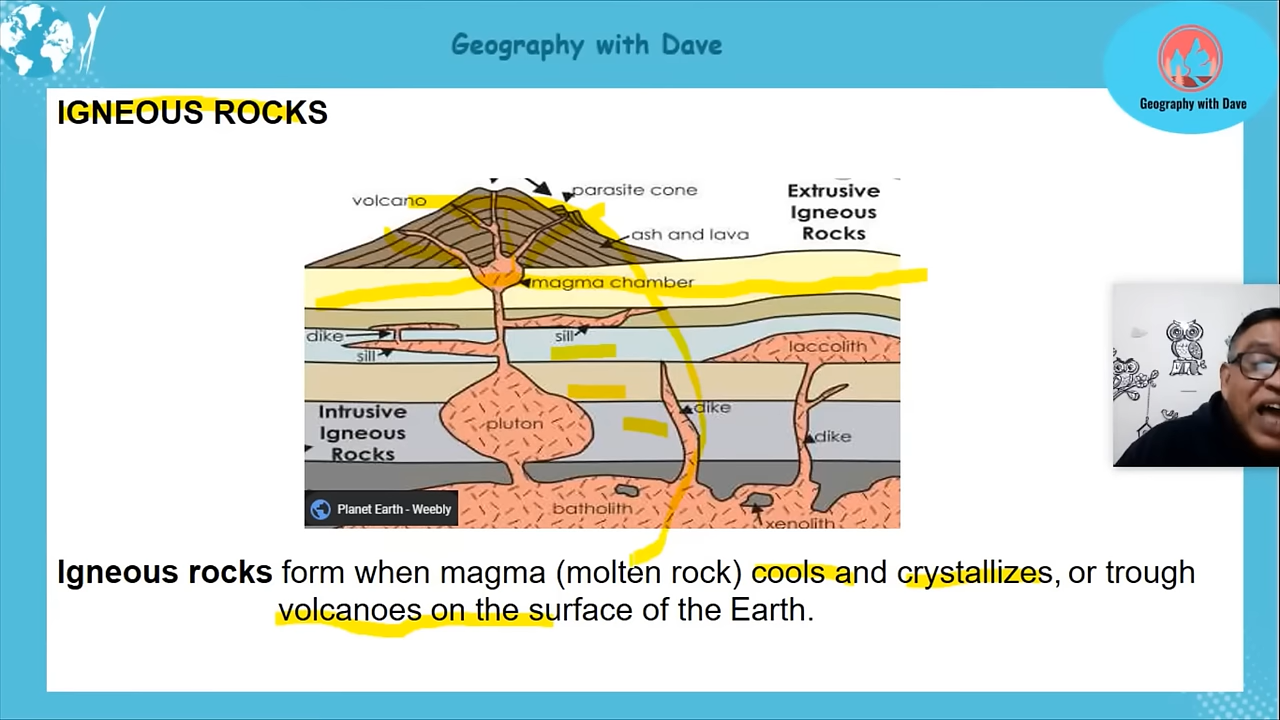 Geography with Dave
Geography with Dave
IGNEOUS ROCKS
volcano
parasite cone
Extrusive
Igneous
Rocks
ash and lava
magma chamber
dike
sill
sill
laccolith
Intrusive
Igneous
Rocks
pluton
dike
dike
batholith
xenolith
Planet Earth - Weebly
Igneous rocks form when magma (molten rock) cools and crystallizes, or trough
volcanoes on the surface of the Earth.